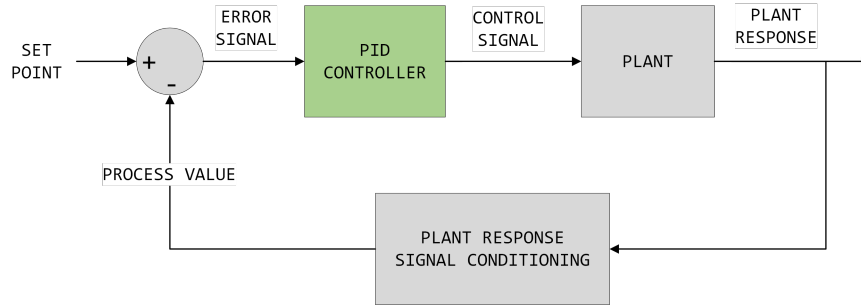 ERROR
SIGNAL
CONTROL
SIGNAL
PLANT
RESPONSE
SET
POINT
+
-
PID
CONTROLLER
PLANT
PROCESS VALUE
PLANT RESPONSE
SIGNAL CONDITIONING